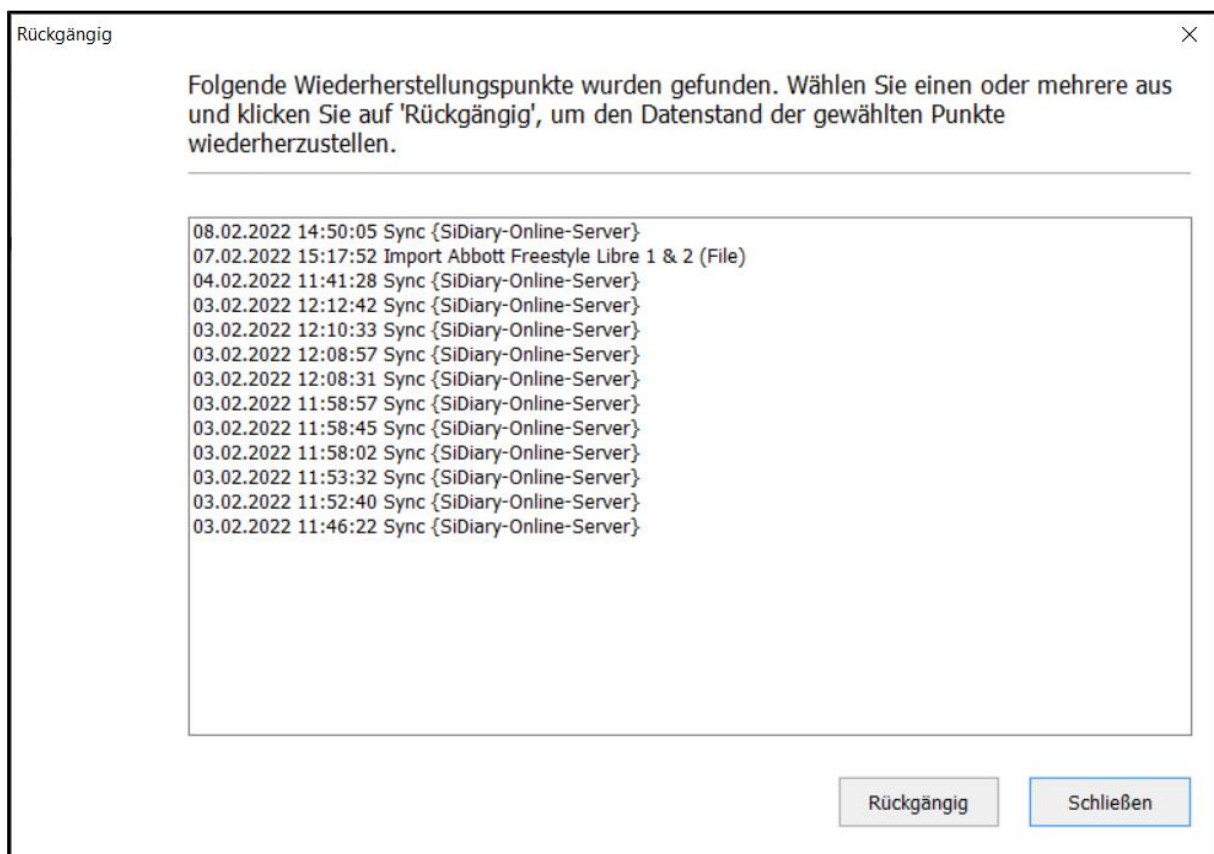 Rückgängig
Folgende Wiederherstellungspunkte wurden gefunden. Wählen Sie einen oder mehrere aus
und klicken Sie auf 'Rückgängig', um den Datenstand der gewählten Punkte
wiederherzustellen.
08.02.2022 14:50:05 Sync {SiDiary-Online-Server}
07.02.2022 15:17:52 Import Abbott Freestyle Libre 1 & 2 (File)
04.02.2022 11:41:28 Sync {SiDiary-Online-Server}
03.02.2022 12:12:42 Sync {SiDiary-Online-Server}
03.02.2022 12:10:33 Sync {SiDiary-Online-Server}
03.02.2022 12:08:57 Sync {SiDiary-Online-Server}
03.02.2022 12:08:31 Sync {SiDiary-Online-Server}
03.02.2022 11:58:57 Sync {SiDiary-Online-Server}
03.02.2022 11:58:45 Sync {SiDiary-Online-Server}
03.02.2022 11:58:02 Sync {SiDiary-Online-Server}
03.02.2022 11:53:32 Sync {SiDiary-Online-Server}
03.02.2022 11:52:40 Sync {SiDiary-Online-Server}
03.02.2022 11:46:22 Sync {SiDiary-Online-Server}
Rückgängig Schließen